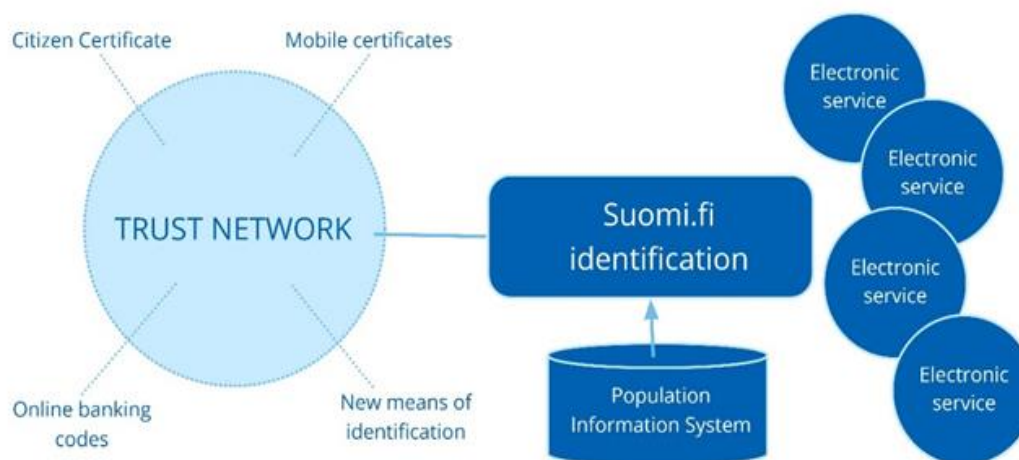 Citizen Certificate
Mobile certificates
TRUST NETWORK
Online banking
codes
New means of
identification
Suomi.fi
identification
Population
Information System
Electronic
service
Electronic
service
Electronic
service
Electronic
service